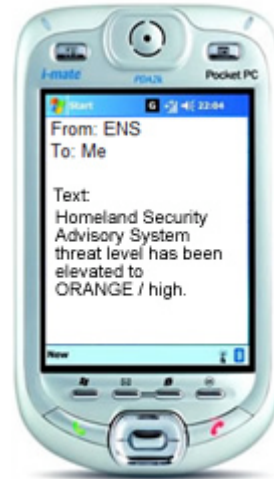 i-mate Pocket PC
Start G 22:04
From: ENS
To: Me
Text:
Homeland Security
Advisory System
threat level has been
elevated to
ORANGE / high.
New